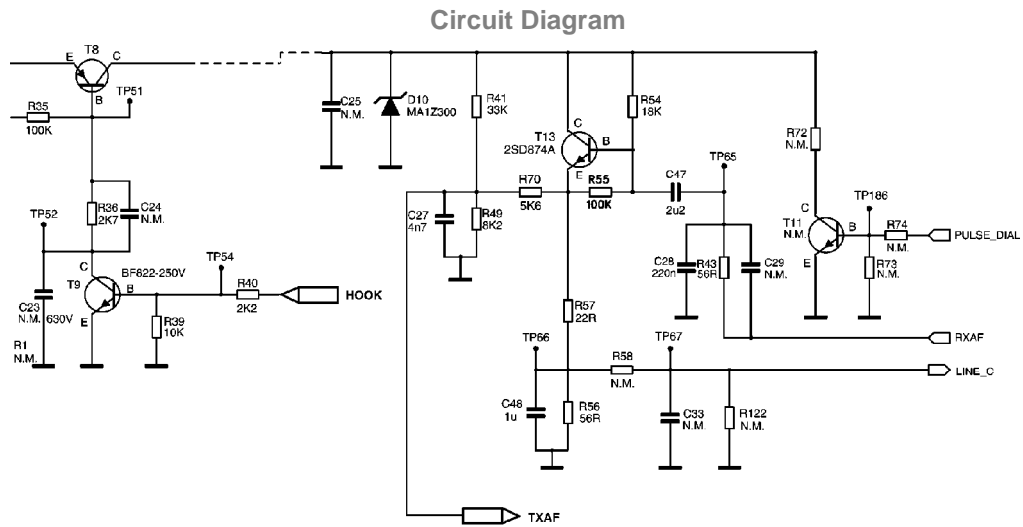 Circuit Diagram
T8
E
C
B
TP51
R35
100K
R36
2K7
C24
N.M.
TP52
C
BF822-250V
T9
B
E
TP54
R40
2K2
HOOK
C23
N.M. 630V
R39
10K
R1
N.M.
C25
N.M.
D10
MA1Z300
R41
33K
C
T13
2SD874A
B
E
R54
18K
R70
5K6
R55
100K
C47
2u2
TP65
C27
4n7
R49
8K2
R72
N.M.
C
T11
N.M.
B
E
TP186
R74
N.M.
PULSE_DIAL
R73
N.M.
C28
220n
R43
56R
C29
N.M.
R57
22R
RXAF
TP66
R58
N.M.
TP67
LINE_C
C48
1u
R56
56R
C33
N.M.
R122
N.M.
TXAF